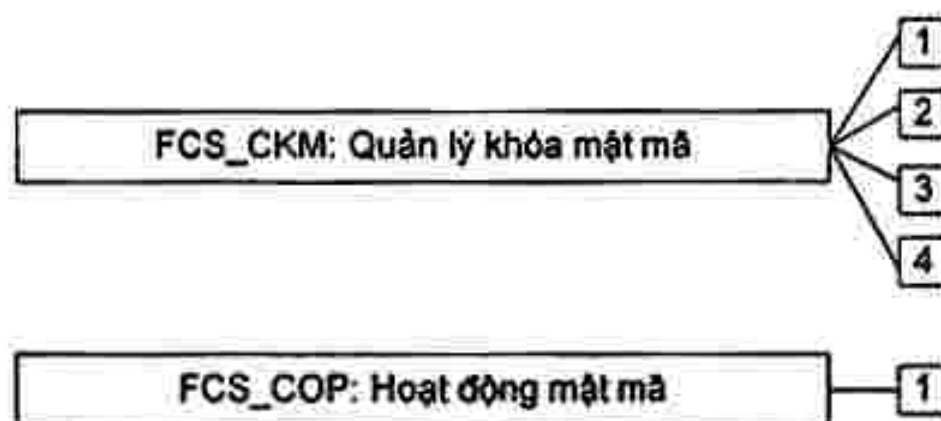 1
2
FCS_CKM: Quản lý khóa mật mã
3
4
FCS_COP: Hoạt động mật mã
1